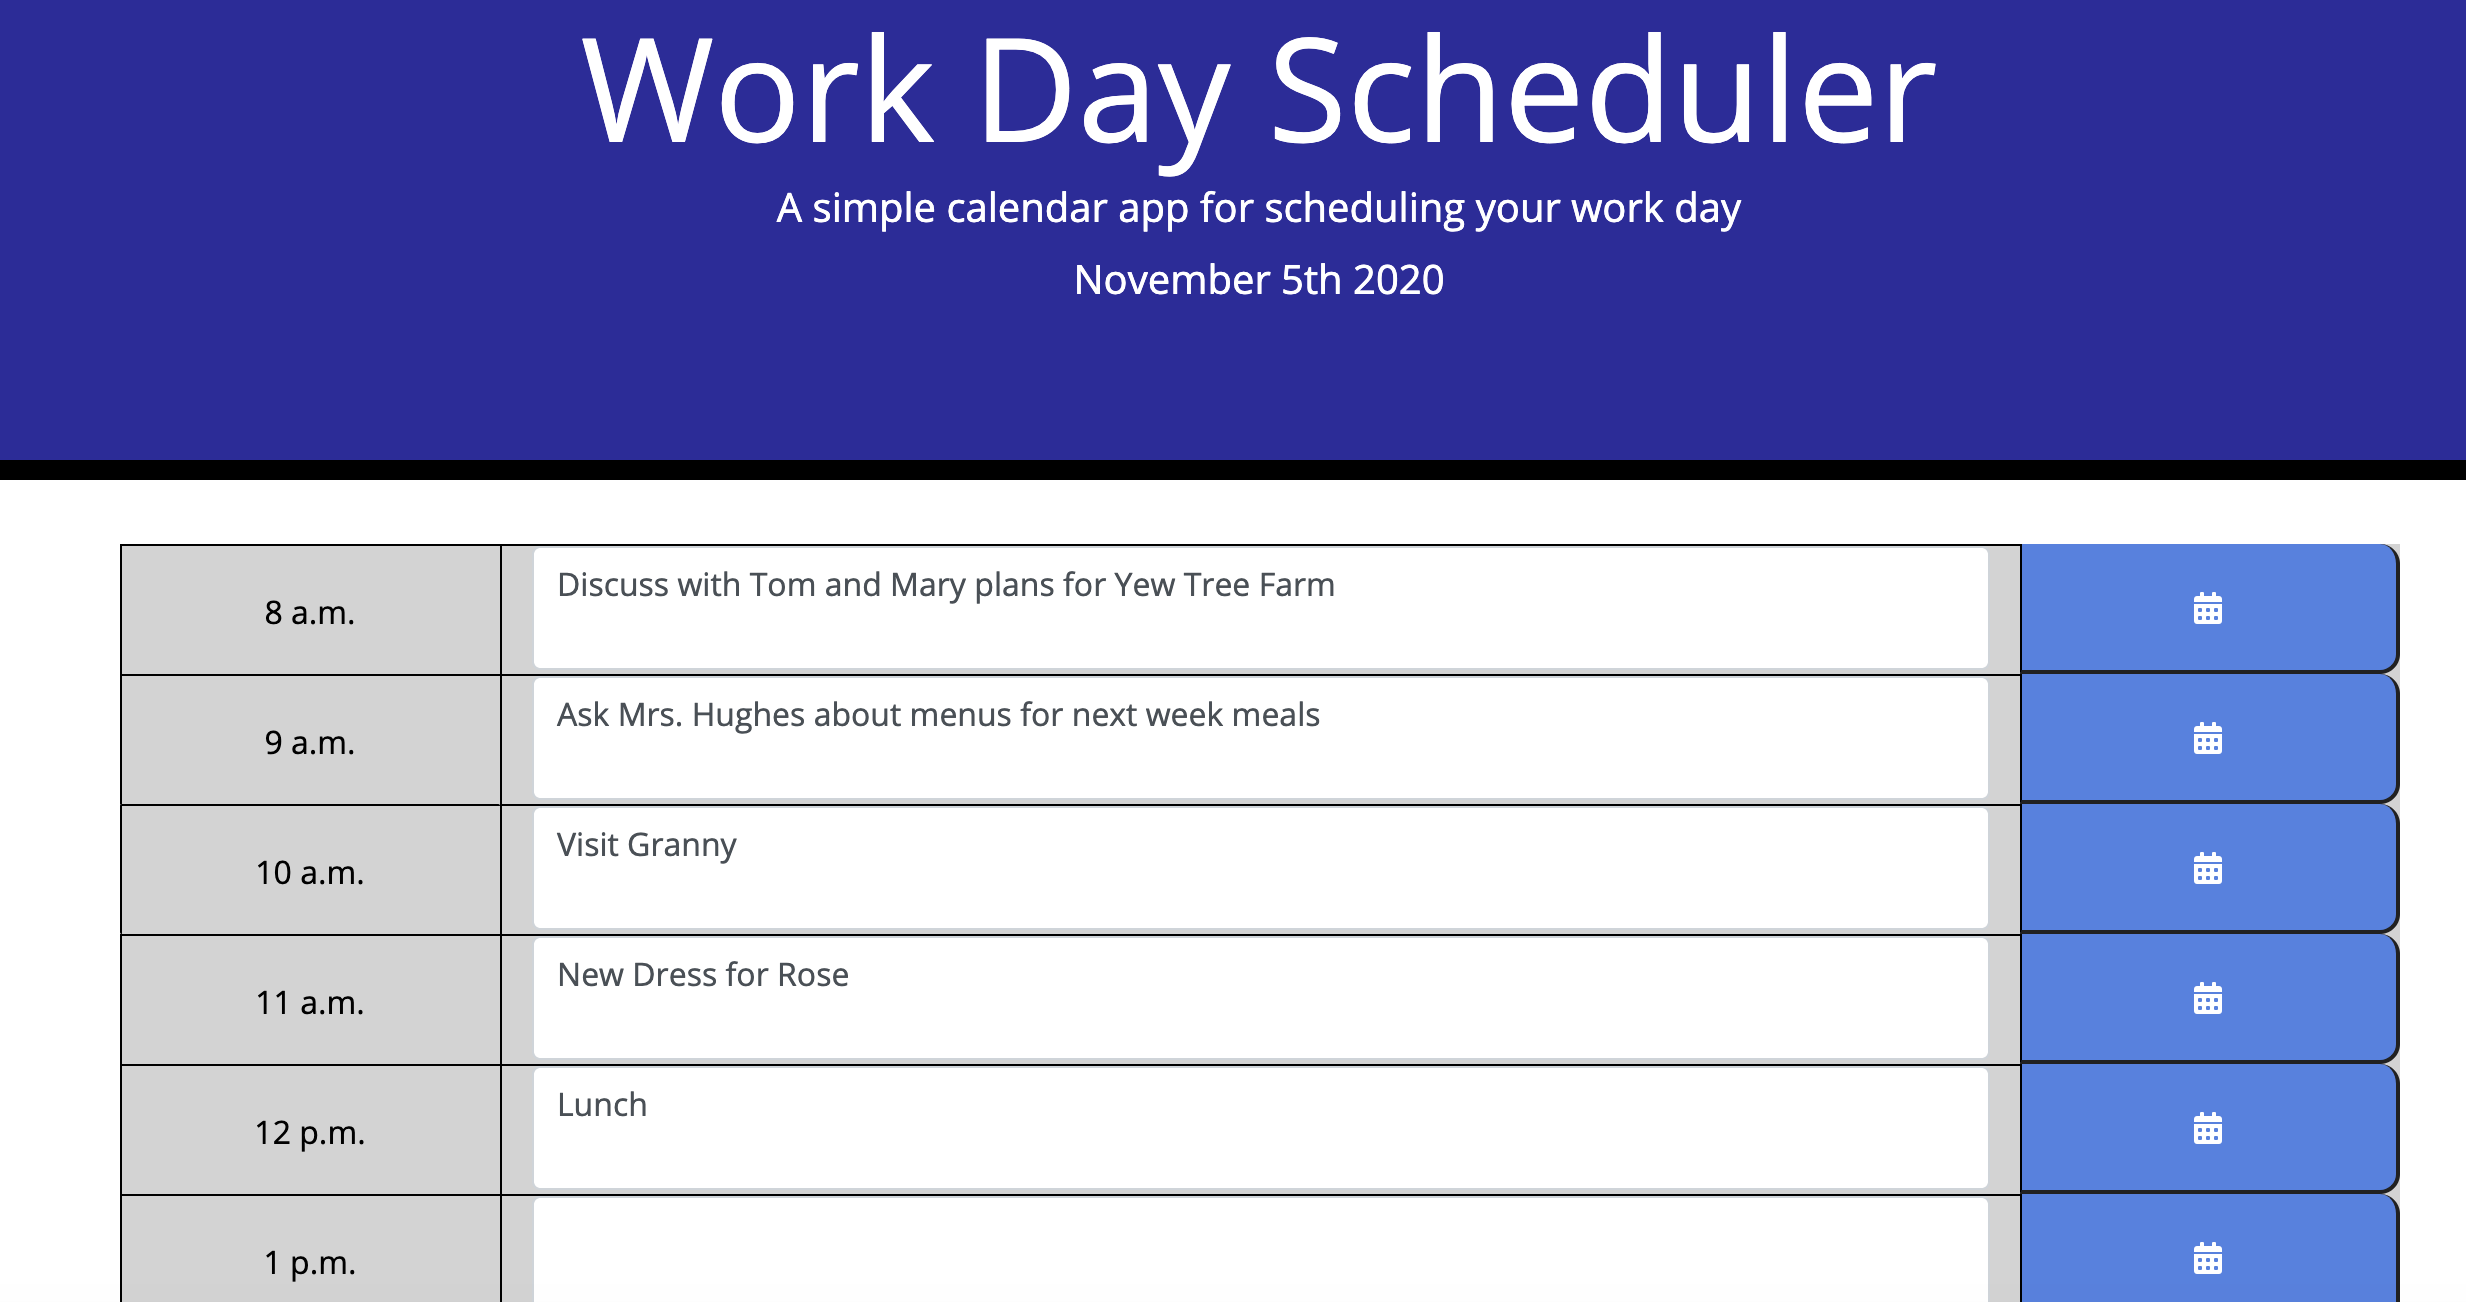 Work Day Scheduler
A simple calendar app for scheduling your work day
November 5th 2020
8 a.m.
Discuss with Tom and Mary plans for Yew Tree Farm
9 a.m.
Ask Mrs. Hughes about menus for next week meals
10 a.m.
Visit Granny
11 a.m.
New Dress for Rose
12 p.m.
Lunch
1 p.m.